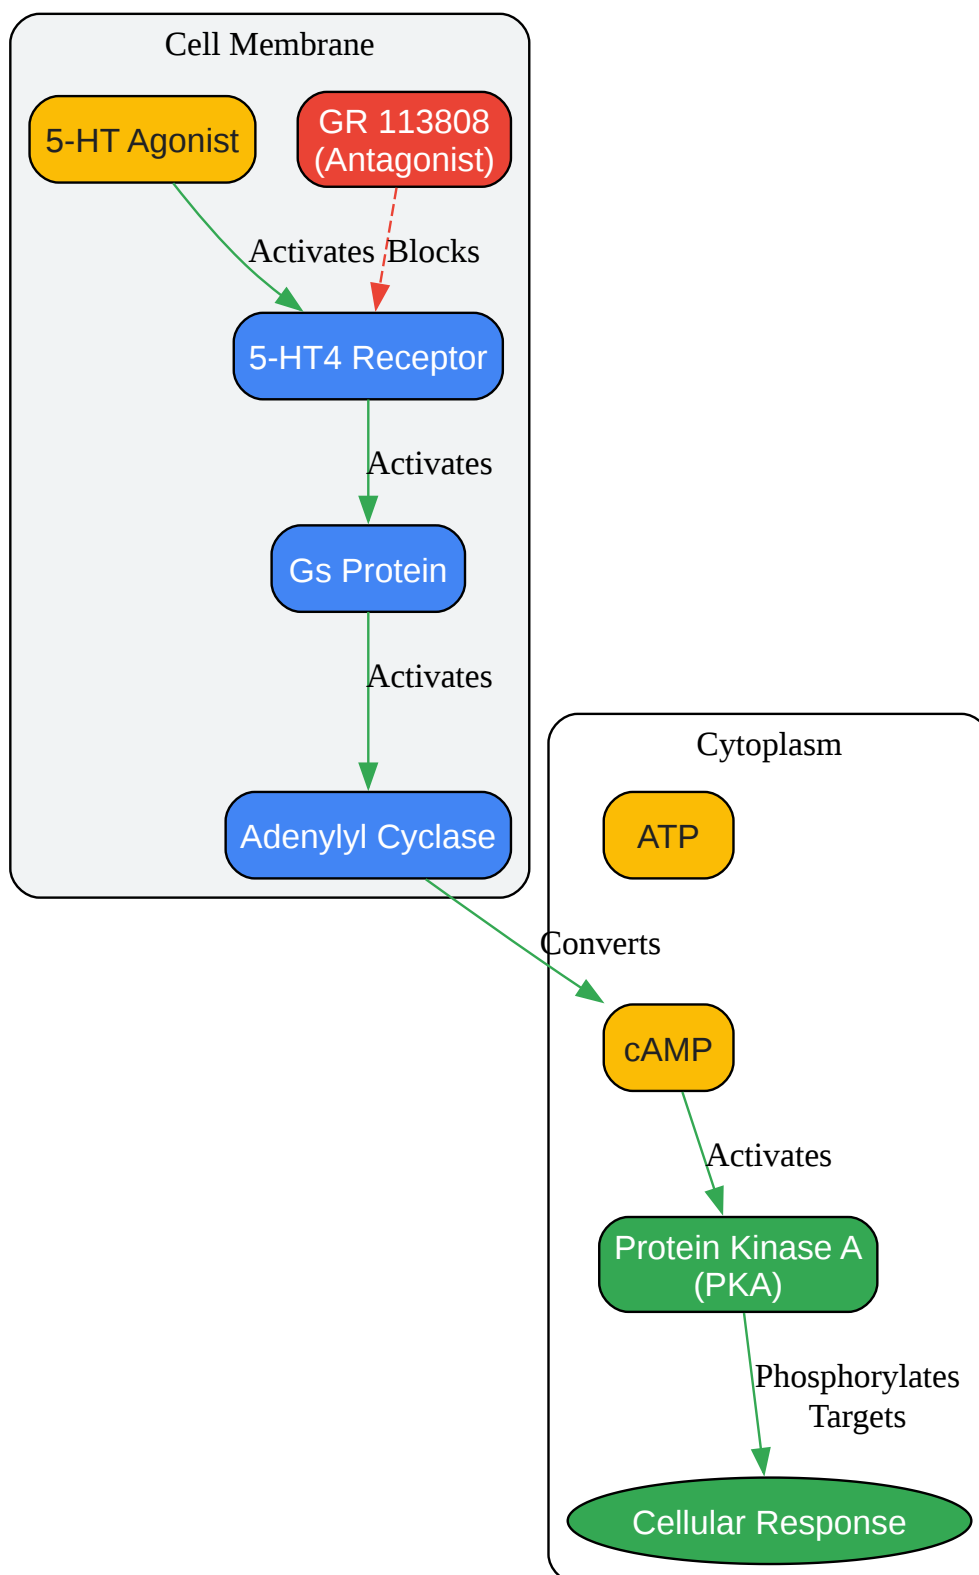 Cell Membrane
5-HT Agonist
GR 113808
(Antagonist)
Activates
Blocks
5-HT4 Receptor
Activates
Gs Protein
Activates
Cytoplasm
Adenylyl Cyclase
ATP
Converts
cAMP
Activates
Protein Kinase A
(PKA)
Phosphorylates
Targets
Cellular Response